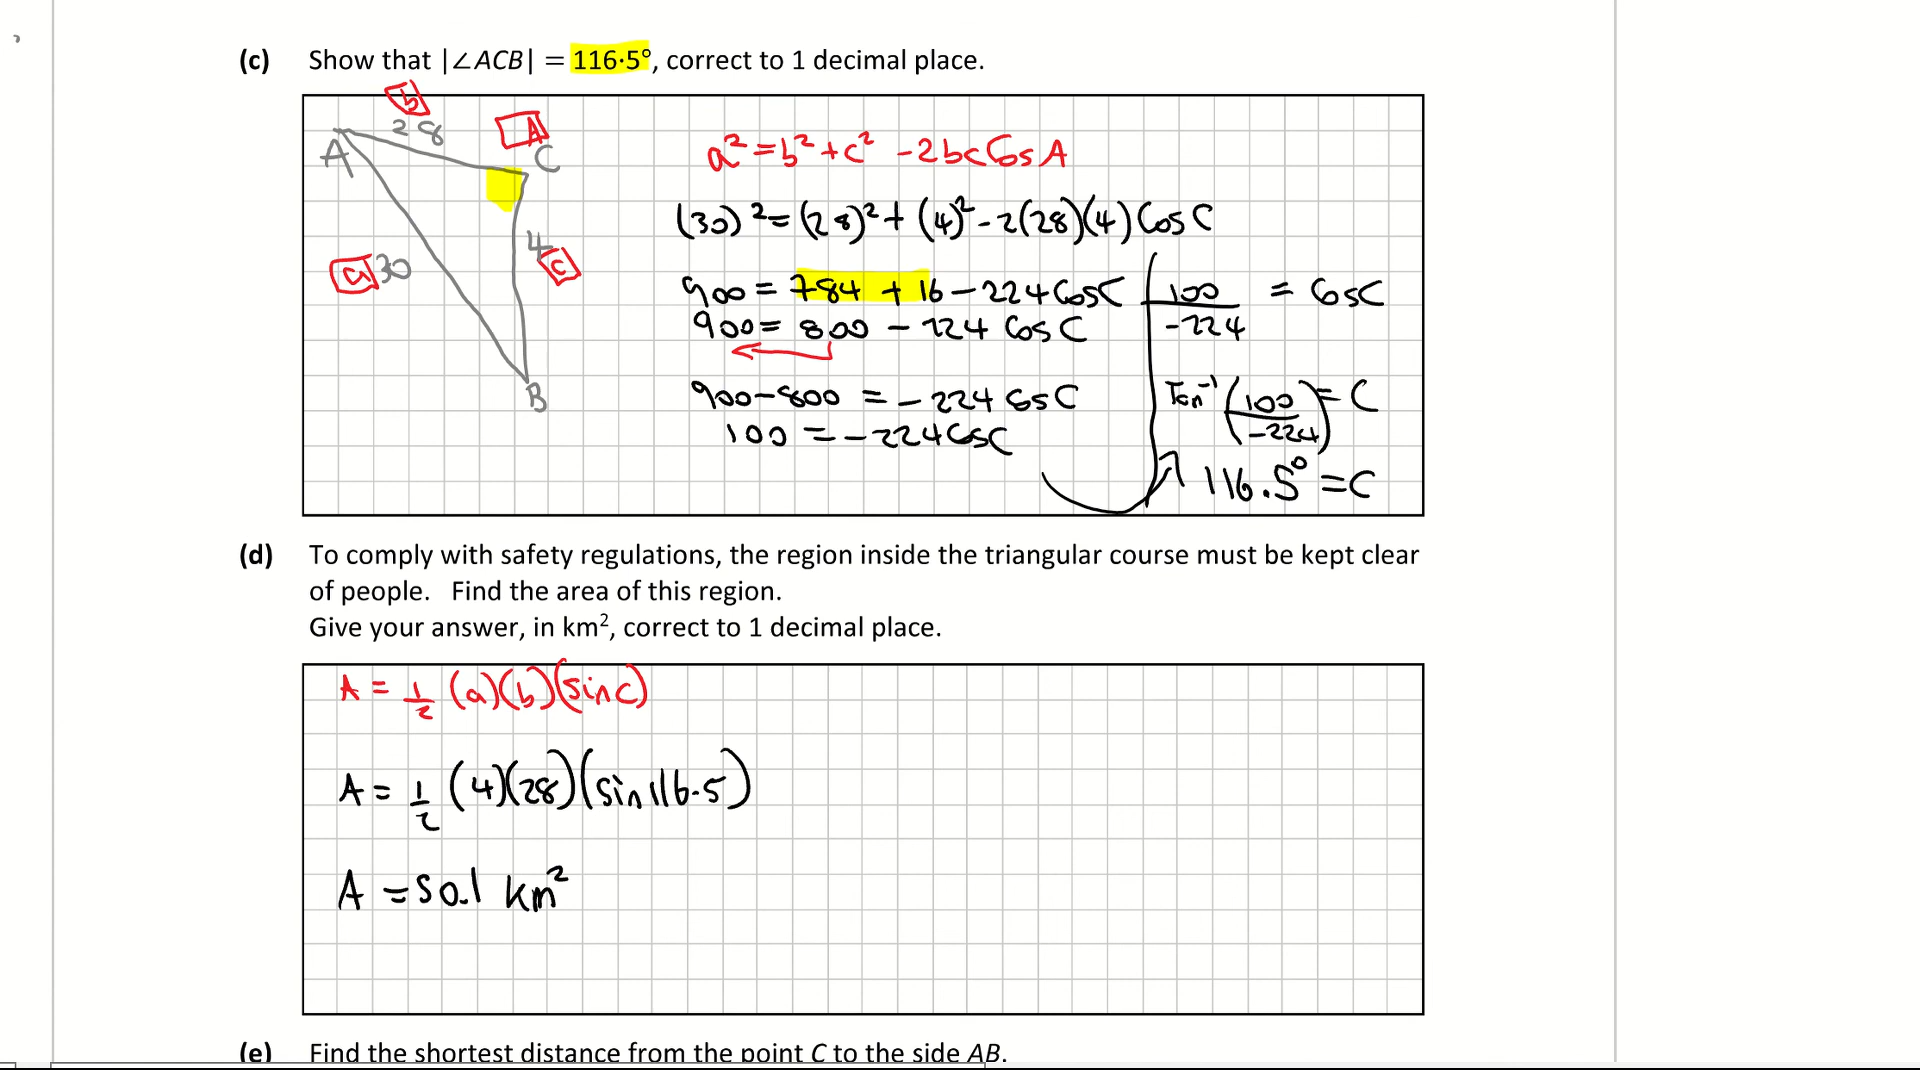 (c) Show that |∠ACB| = 116·5°, correct to 1 decimal place.
b
28
A
A
C
a
30
4
c
B
a² = b² + c² - 2bc Cos A
(30)² = (28)² + (4)² - 2(28)(4) Cos C
900 = 784 + 16 - 224 Cos C
900 = 800 - 224 Cos C
900 - 800 = - 224 Cos C
100 = - 224 Cos C
100/-224 = Cos C
Tan⁻¹ (100/-224) = C
116.5° = C
(d) To comply with safety regulations, the region inside the triangular course must be kept clear
of people. Find the area of this region.
Give your answer, in km², correct to 1 decimal place.
A = 1/2 (a)(b)(sin c)
A = 1/2 (4)(28)(sin 116.5)
A = 50.1 km²
(e) Find the shortest distance from the point C to the side AB.